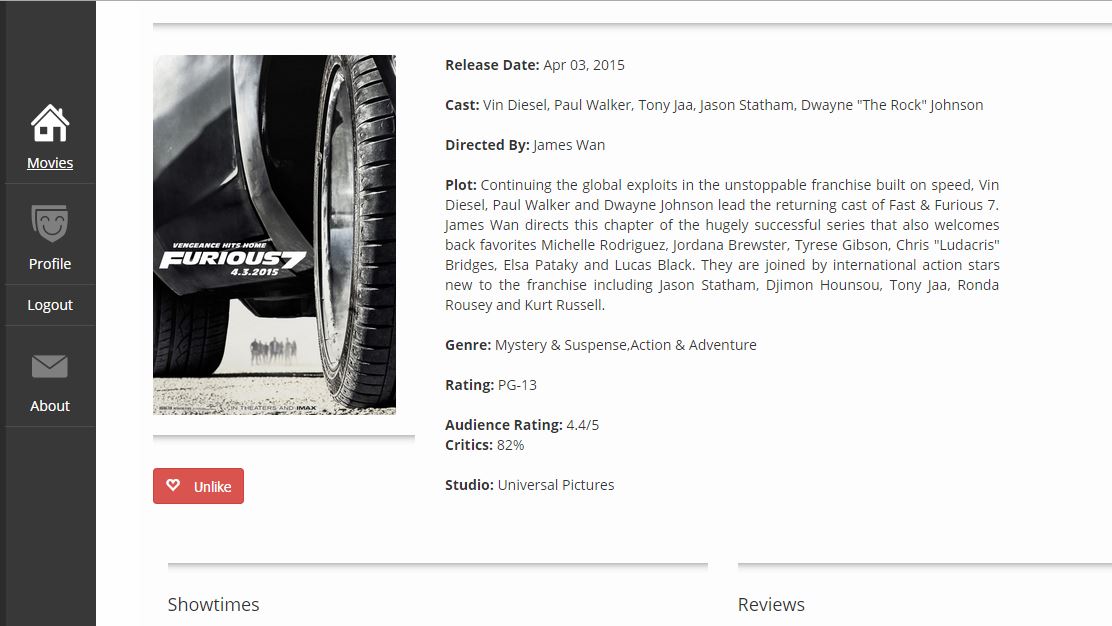 Movies
Profile
Logout
About
VENGEANCE HITS HOME
FURIOUS 7
4.3.2015
IN THEATERS AND IMAX
Unlike
Release Date: Apr 03, 2015
Cast: Vin Diesel, Paul Walker, Tony Jaa, Jason Statham, Dwayne "The Rock" Johnson
Directed By: James Wan
Plot: Continuing the global exploits in the unstoppable franchise built on speed, Vin
Diesel, Paul Walker and Dwayne Johnson lead the returning cast of Fast & Furious 7.
James Wan directs this chapter of the hugely successful series that also welcomes
back favorites Michelle Rodriguez, Jordana Brewster, Tyrese Gibson, Chris "Ludacris"
Bridges, Elsa Pataky and Lucas Black. They are joined by international action stars
new to the franchise including Jason Statham, Djimon Hounsou, Tony Jaa, Ronda
Rousey and Kurt Russell.
Genre: Mystery & Suspense,Action & Adventure
Rating: PG-13
Audience Rating: 4.4/5
Critics: 82%
Studio: Universal Pictures
Showtimes
Reviews